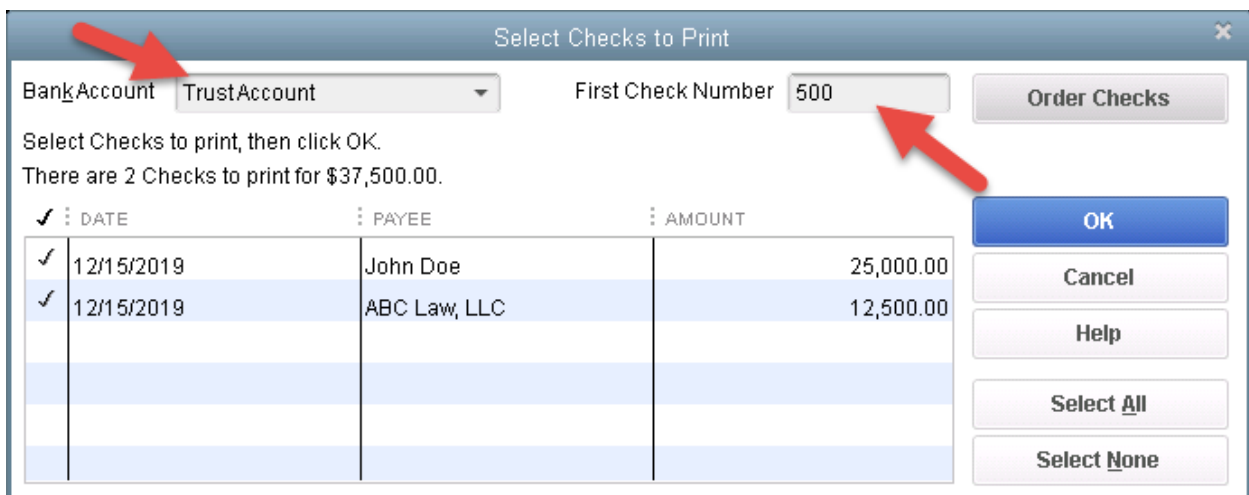 Select Checks to Print
Bank Account TrustAccount First Check Number 500 Order Checks
Select Checks to print, then click OK.
There are 2 Checks to print for $37,500.00.
✓ DATE PAYEE AMOUNT OK
✓ 12/15/2019 John Doe 25,000.00 Cancel
✓ 12/15/2019 ABC Law, LLC 12,500.00
Help
Select All
Select None